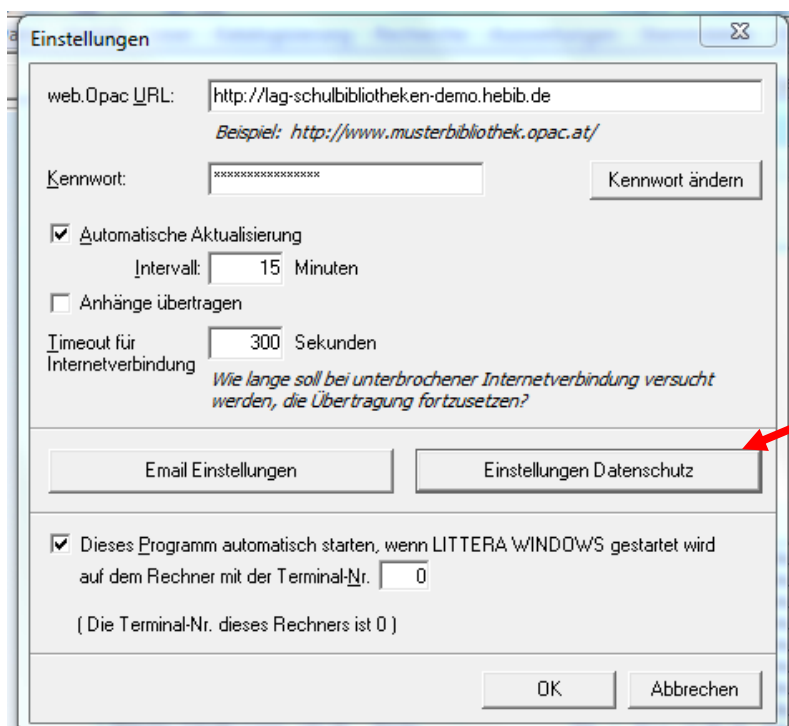 Einstellungen
web.Opac URL: http://lag-schulbibliotheken-demo.hebib.de
Beispiel: http://www.musterbibliothek.opac.at/
Kennwort: **************** Kennwort ändern
Automatische Aktualisierung
Intervall: 15 Minuten
Anhänge übertragen
Timeout für 300 Sekunden
Internetverbindung
Wie lange soll bei unterbrochener Internetverbindung versucht
werden, die Übertragung fortzusetzen?
Email Einstellungen Einstellungen Datenschutz
Dieses Programm automatisch starten, wenn LITTERA WINDOWS gestartet wird
auf dem Rechner mit der Terminal-Nr. 0
( Die Terminal-Nr. dieses Rechners ist 0 )
OK Abbrechen